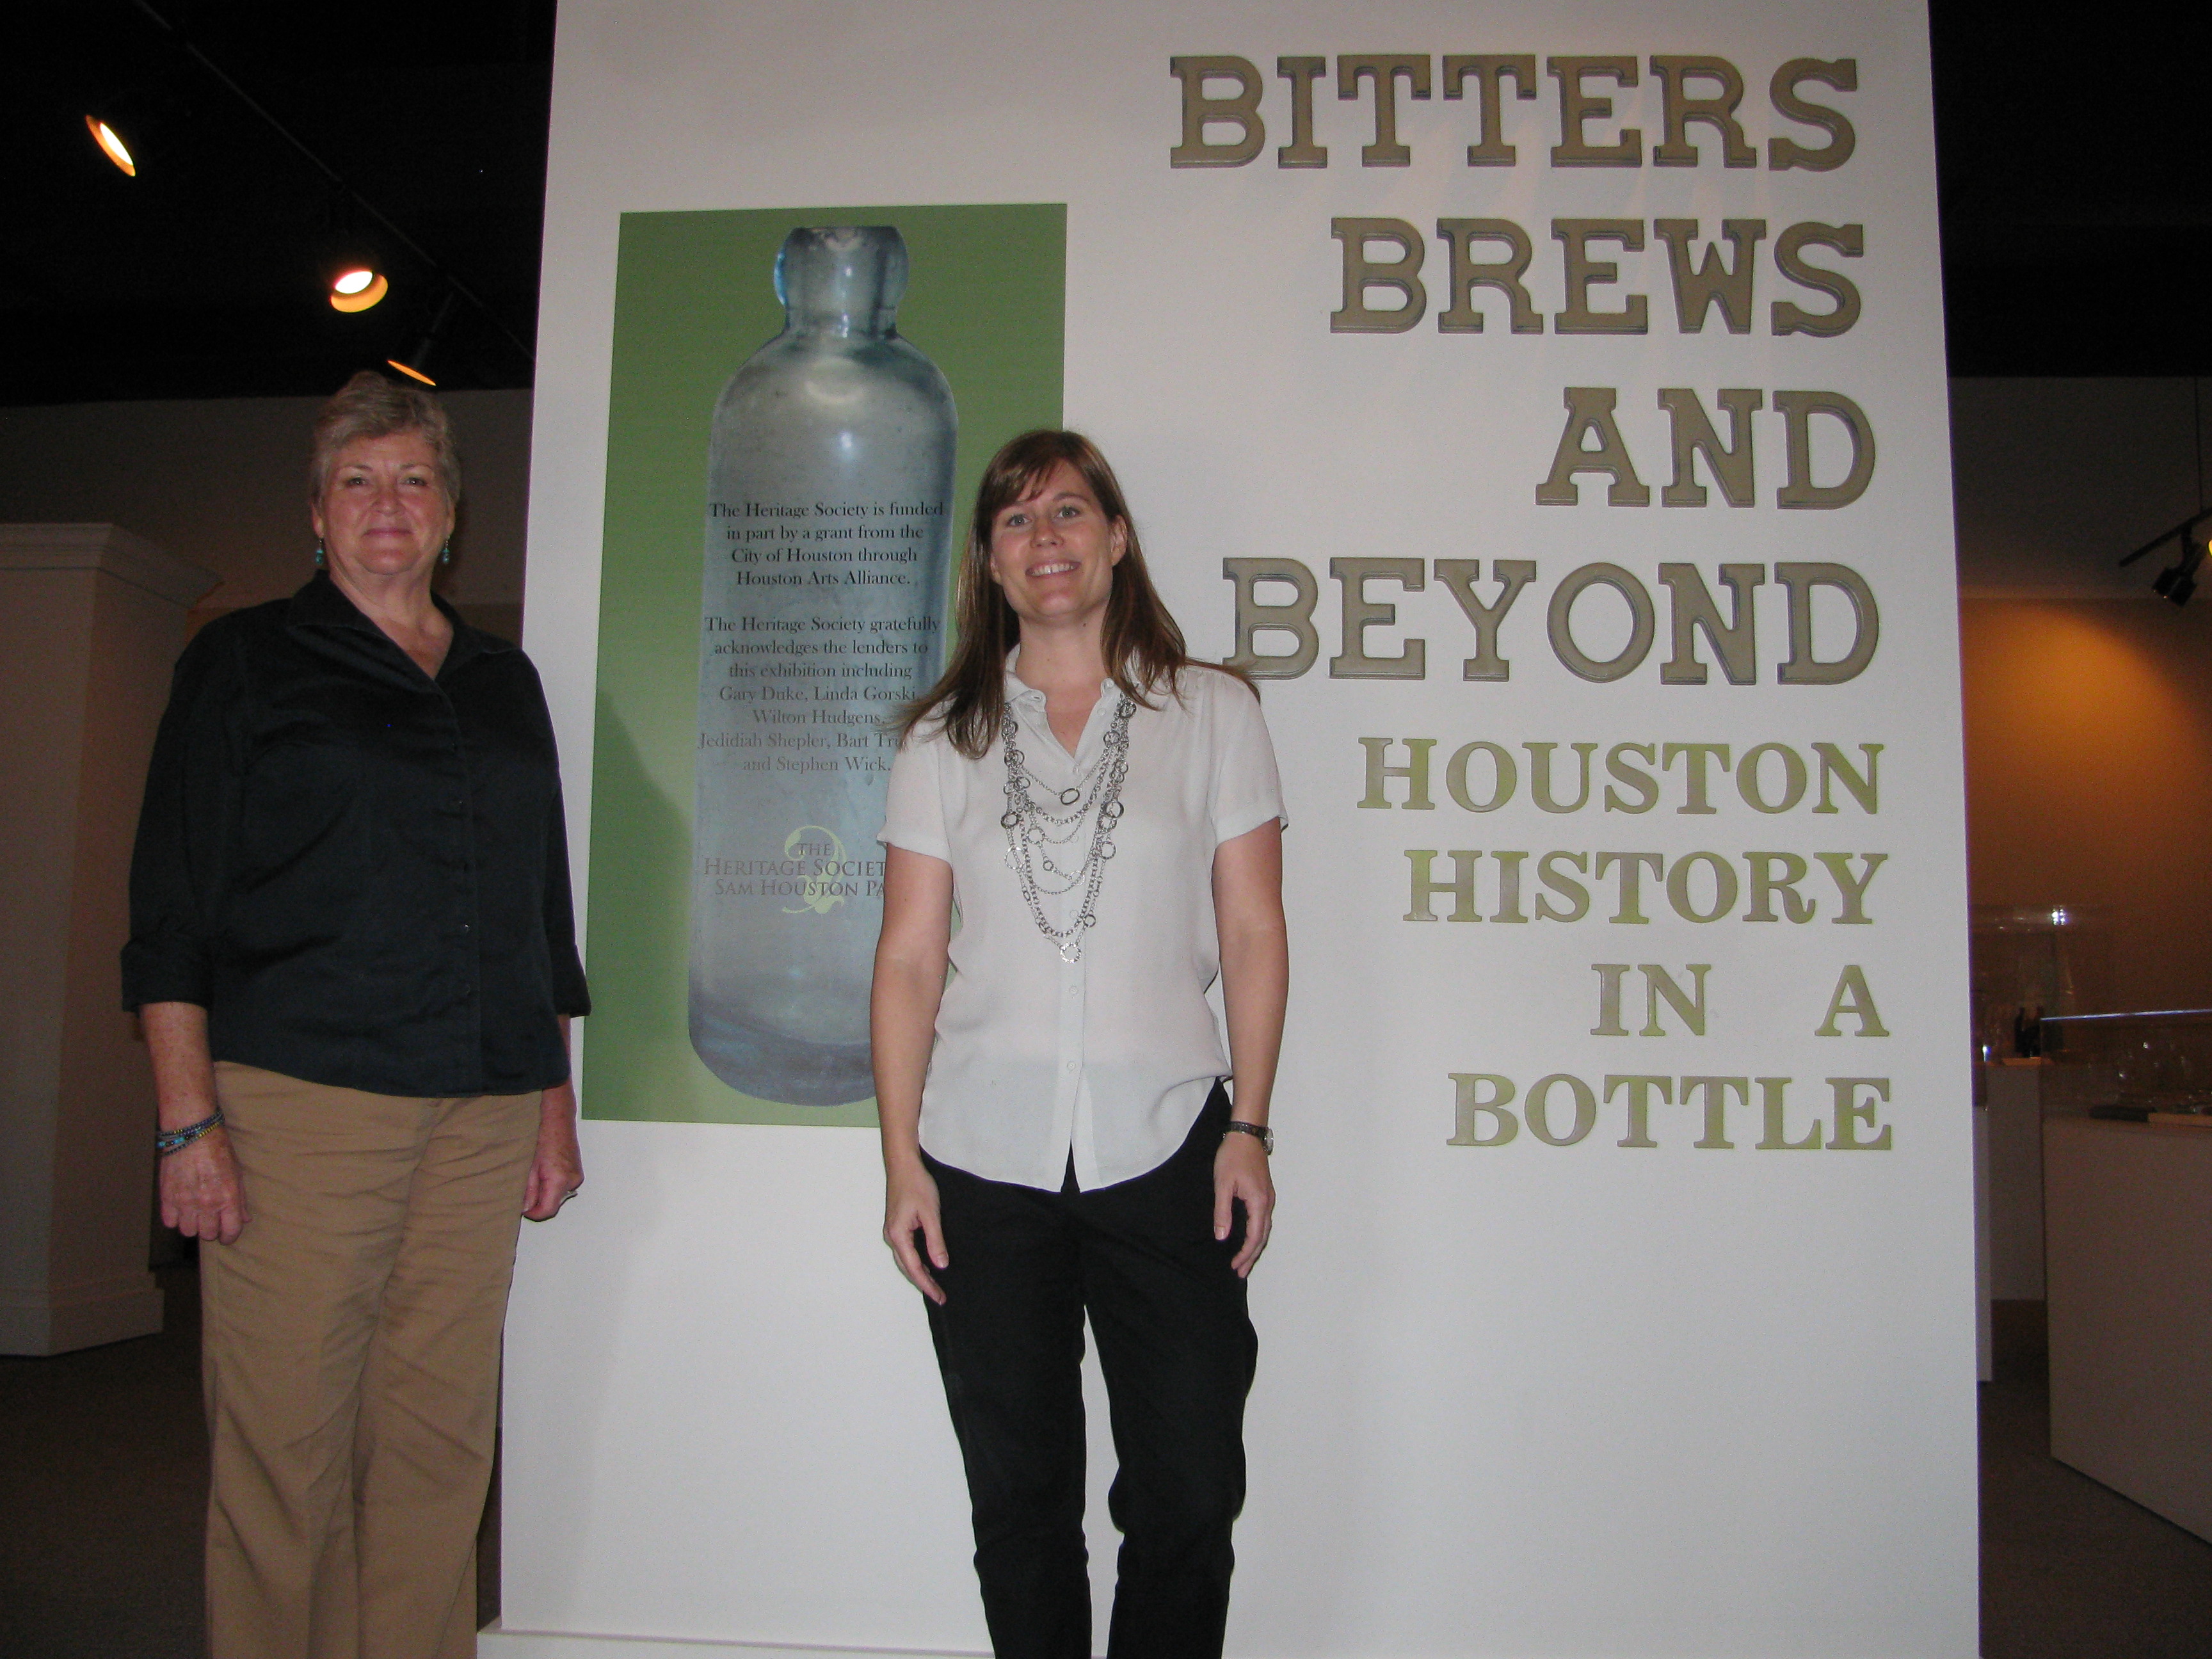 BITTERS
BREWS
AND
BEYOND
HOUSTON
HISTORY
IN A
BOTTLE
The Heritage Society is funded
in part by a grant from the
City of Houston through
Houston Arts Alliance.
The Heritage Society gratefully
acknowledges the lenders to
this exhibition including
Gary Duke, Linda Gorski,
Wilton Hudgens,
Jedidiah Shepler, Bart
and Stephen Wick.
THE
HERITAGE
SAM HOUSTON